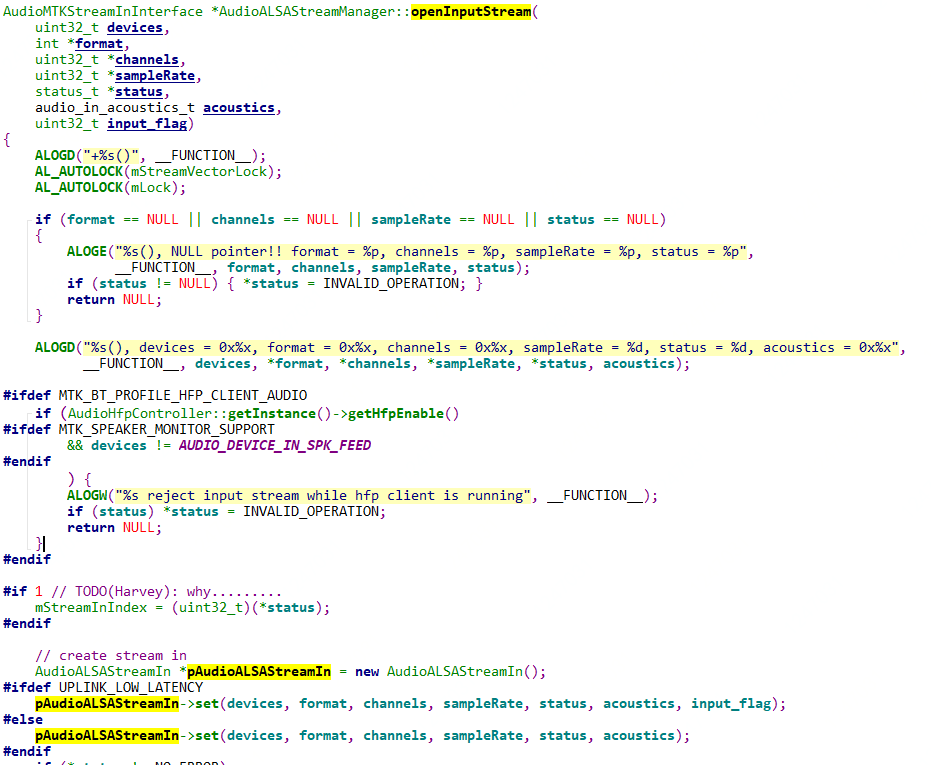 AudioMTKStreamInInterface *AudioALSAStreamManager::openInputStream(
    uint32_t devices,
    int *format,
    uint32_t *channels,
    uint32_t *sampleRate,
    status_t *status,
    audio_in_acoustics_t acoustics,
    uint32_t input_flag)
{
    ALOGD("+%s()", __FUNCTION__);
    AL_AUTOLOCK(mStreamVectorLock);
    AL_AUTOLOCK(mLock);

    if (format == NULL || channels == NULL || sampleRate == NULL || status == NULL)
    {
        ALOGE("%s(), NULL pointer!! format = %p, channels = %p, sampleRate = %p, status = %p",
              __FUNCTION__, format, channels, sampleRate, status);
        if (status != NULL) { *status = INVALID_OPERATION; }
        return NULL;
    }

    ALOGD("%s(), devices = 0x%x, format = 0x%x, channels = 0x%x, sampleRate = %d, status = %d, acoustics = 0x%x",
          __FUNCTION__, devices, *format, *channels, *sampleRate, *status, acoustics);

#ifdef MTK_BT_PROFILE_HFP_CLIENT_AUDIO
    if (AudioHfpController::getInstance()->getHfpEnable()
#ifdef MTK_SPEAKER_MONITOR_SUPPORT
        && devices != AUDIO_DEVICE_IN_SPK_FEED
#endif
        ) {
        ALOGW("%s reject input stream while hfp client is running", __FUNCTION__);
        if (status) *status = INVALID_OPERATION;
        return NULL;
    }
#endif

#if 1 // TODO(Harvey): why.........
    mStreamInIndex = (uint32_t)(*status);
#endif

    // create stream in
    AudioALSAStreamIn *pAudioALSAStreamIn = new AudioALSAStreamIn();
#ifdef UPLINK_LOW_LATENCY
    pAudioALSAStreamIn->set(devices, format, channels, sampleRate, status, acoustics, input_flag);
#else
    pAudioALSAStreamIn->set(devices, format, channels, sampleRate, status, acoustics);
#endif